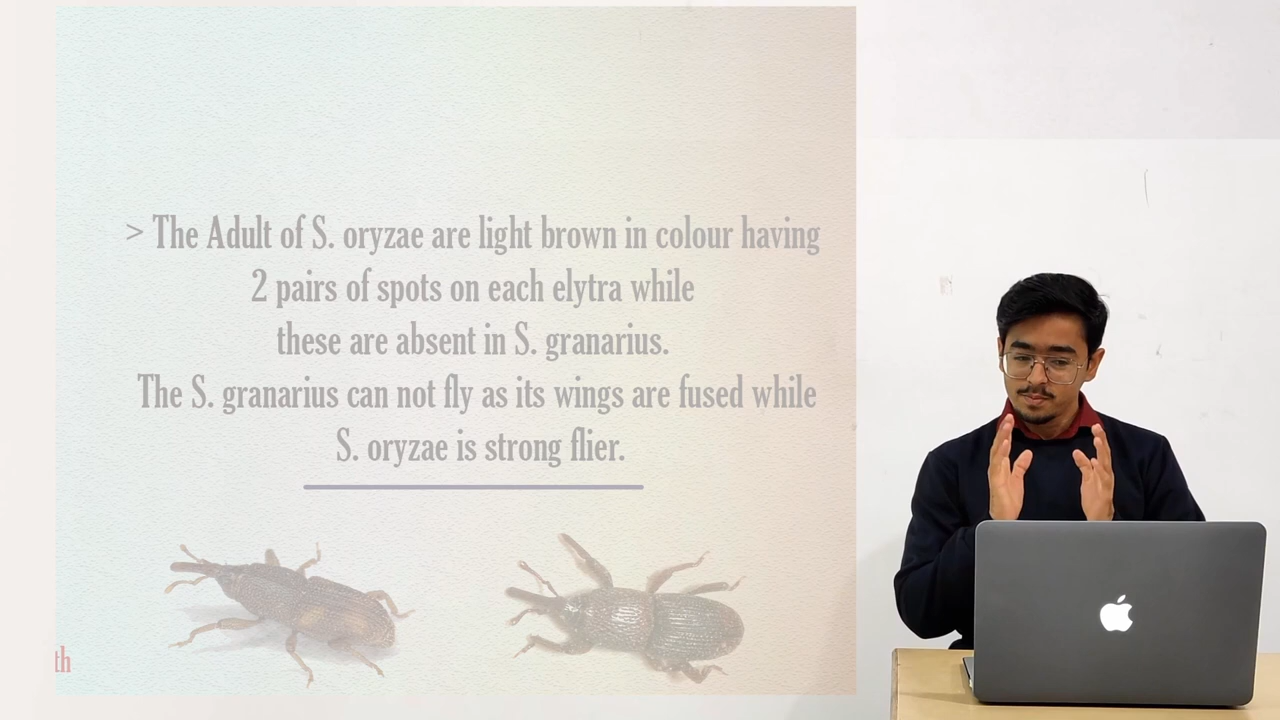 > The Adult of S. oryzae are light brown in colour having
2 pairs of spots on each elytra while
these are absent in S. granarius.
The S. granarius can not fly as its wings are fused while
S. oryzae is strong flier.
th